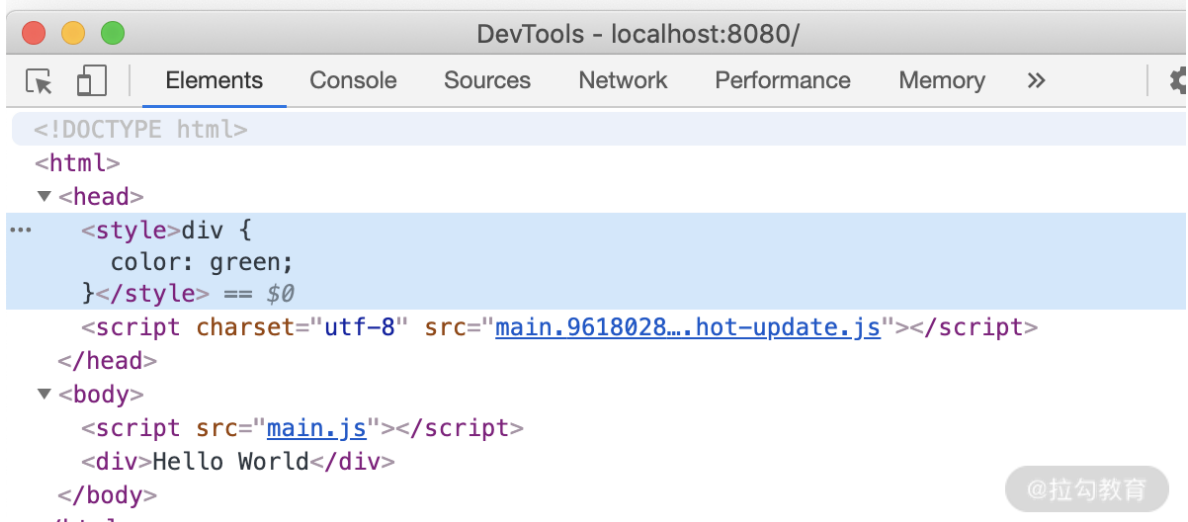 DevTools - localhost:8080/
Elements Console Sources Network Performance Memory »
<!DOCTYPE html>
<html>
▼<head>
••• <style>div {
color: green;
}</style> == $0
<script charset="utf-8" src="main.9618028….hot-update.js"></script>
</head>
▼<body>
<script src="main.js"></script>
<div>Hello World</div>
</body>
@拉勾教育